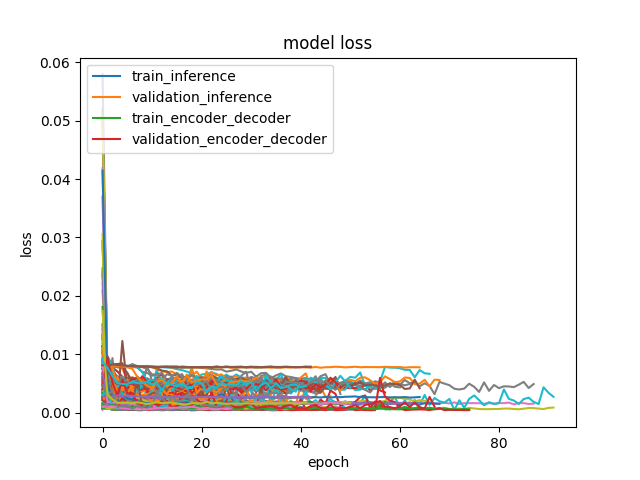 model loss
train_inference
validation_inference
train_encoder_decoder
validation_encoder_decoder
0.06
0.05
0.04
0.03
0.02
0.01
0.00
loss
0 20 40 60 80
epoch